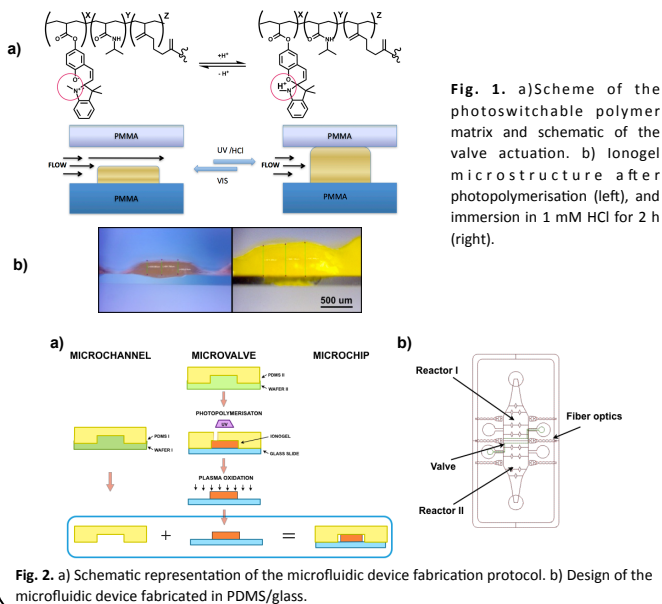 a)
X Y Z
O O
O NH
+H⁺
- H⁺
O⁻
N⁺
H⁺
O⁻
N⁺
PMMA
FLOW
PMMA
UV /HCl
VIS
PMMA
FLOW
PMMA
Fig. 1. a)Scheme of the
photoswitchable polymer
matrix and schematic of the
valve actuation. b) Ionogel
microstructure after
photopolymerisation (left), and
immersion in 1 mM HCl for 2 h
(right).
b)
500 um
a)
MICROCHANNEL MICROVALVE MICROCHIP
PDMS II
WAFER II
PHOTOPOLYMERISATON
UV
PDMS I
WAFER I
IONOGEL
GLASS SLIDE
PLASMA OXIDATION
+ =
b)
Reactor I
Fiber optics
Valve
Reactor II
Fig. 2. a) Schematic representation of the microfluidic device fabrication protocol. b) Design of the
microfluidic device fabricated in PDMS/glass.